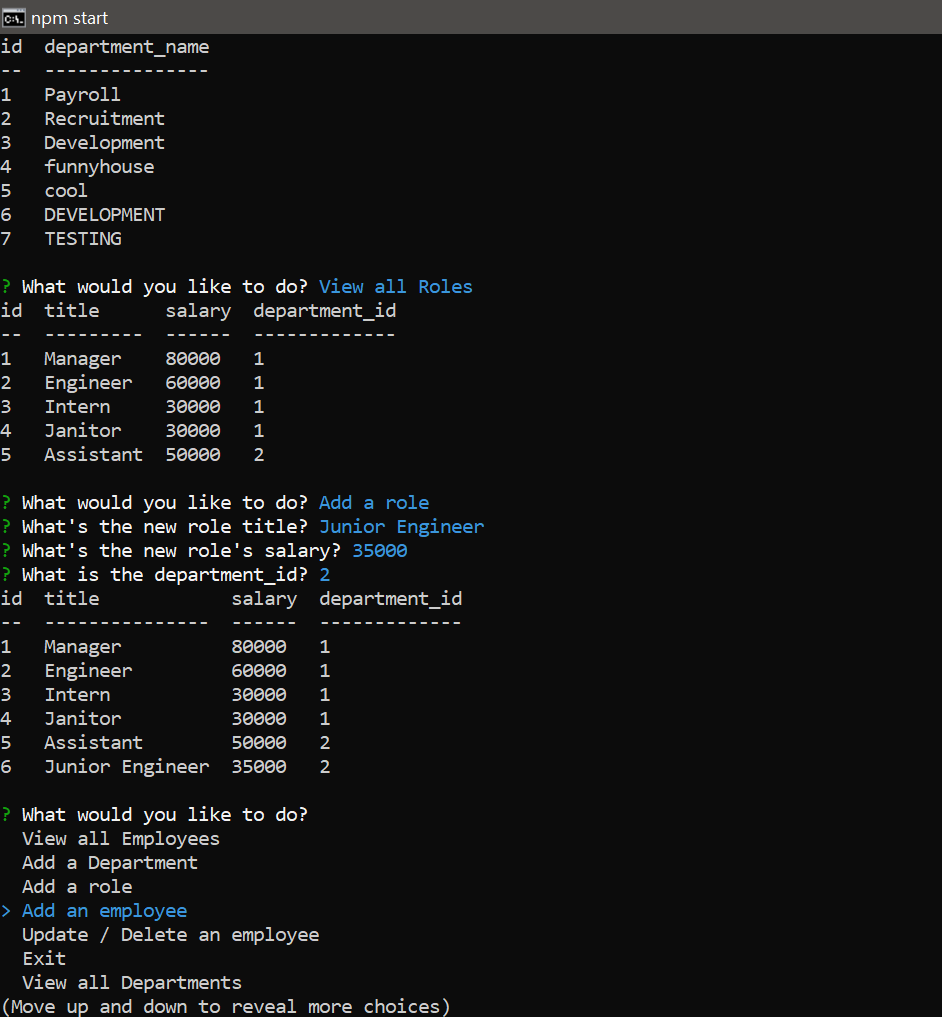 npm start
id  department_name
--  ---------------
1   Payroll
2   Recruitment
3   Development
4   funnyhouse
5   cool
6   DEVELOPMENT
7   TESTING
? What would you like to do? View all Roles
id  title      salary  department_id
--  ---------  ------  -------------
1   Manager    80000   1
2   Engineer   60000   1
3   Intern     30000   1
4   Janitor    30000   1
5   Assistant  50000   2
? What would you like to do? Add a role
? What's the new role title? Junior Engineer
? What's the new role's salary? 35000
? What is the department_id? 2
id  title            salary  department_id
--  ---------------  ------  -------------
1   Manager          80000   1
2   Engineer         60000   1
3   Intern           30000   1
4   Janitor          30000   1
5   Assistant        50000   2
6   Junior Engineer  35000   2
? What would you like to do?
  View all Employees
  Add a Department
  Add a role
> Add an employee
  Update / Delete an employee
  Exit
  View all Departments
(Move up and down to reveal more choices)